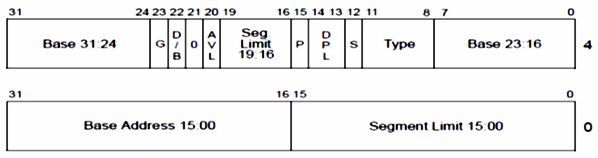 31 24 23 22 21 20 19 16 15 14 13 12 11 8 7 0
Base 31:24 G D/B 0 AVL Seg. Limit 19:16 P DPL S Type Base 23:16 4
31 16 15 0
Base Address 15:00 Segment Limit 15:00 0